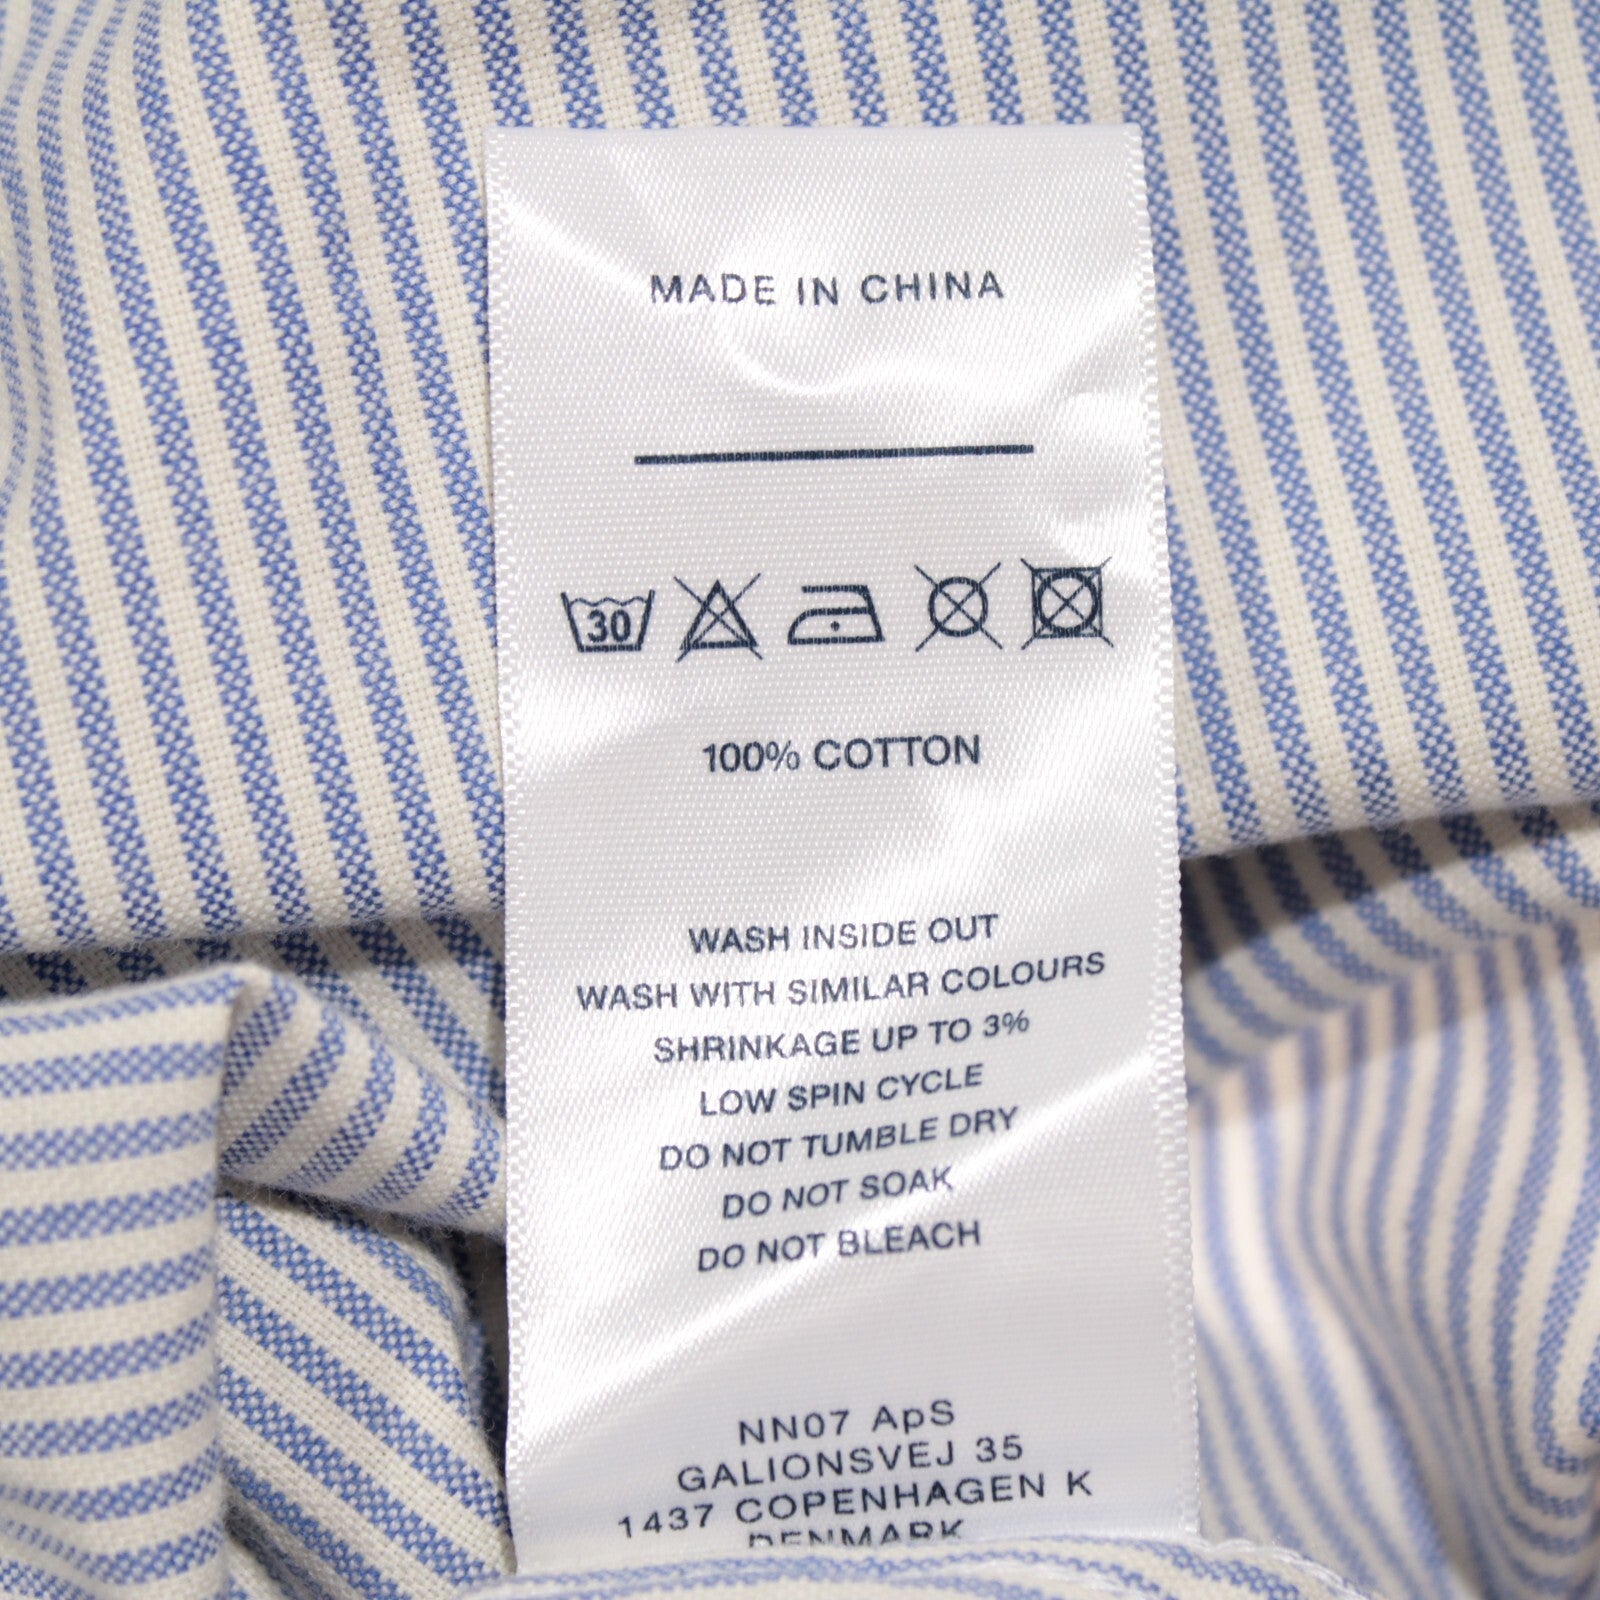 MADE IN CHINA
30
100% COTTON
WASH INSIDE OUT
WASH WITH SIMILAR COLOURS
SHRINKAGE UP TO 3%
LOW SPIN CYCLE
DO NOT TUMBLE DRY
DO NOT SOAK
DO NOT BLEACH
NN07 ApS
GALIONSVEJ 35
1437 COPENHAGEN K
DENMARK